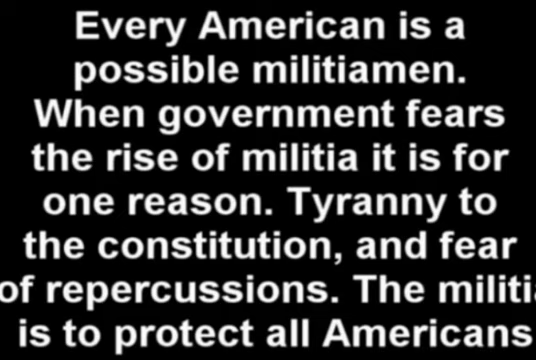 Every American is a
possible militiamen.
When government fears
the rise of militia it is for
one reason. Tyranny to
the constitution, and fear
of repercussions. The militia
is to protect all Americans